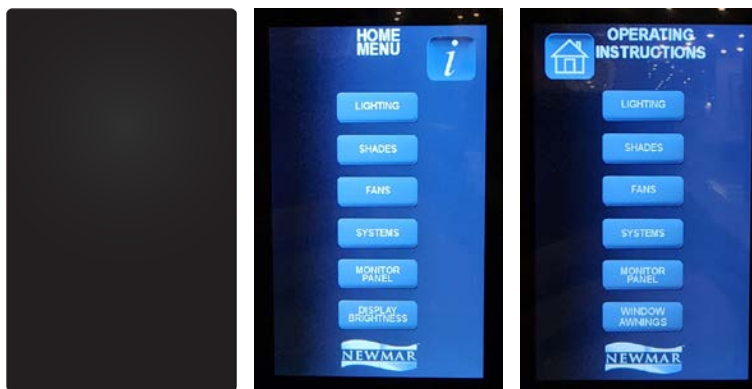 HOME
MENU
i
LIGHTING
SHADES
FANS
SYSTEMS
MONITOR
PANEL
DISPLAY
BRIGHTNESS
NEWMAR
OPERATING
INSTRUCTIONS
LIGHTING
SHADES
FANS
SYSTEMS
MONITOR
PANEL
WINDOW
AWNINGS
NEWMAR